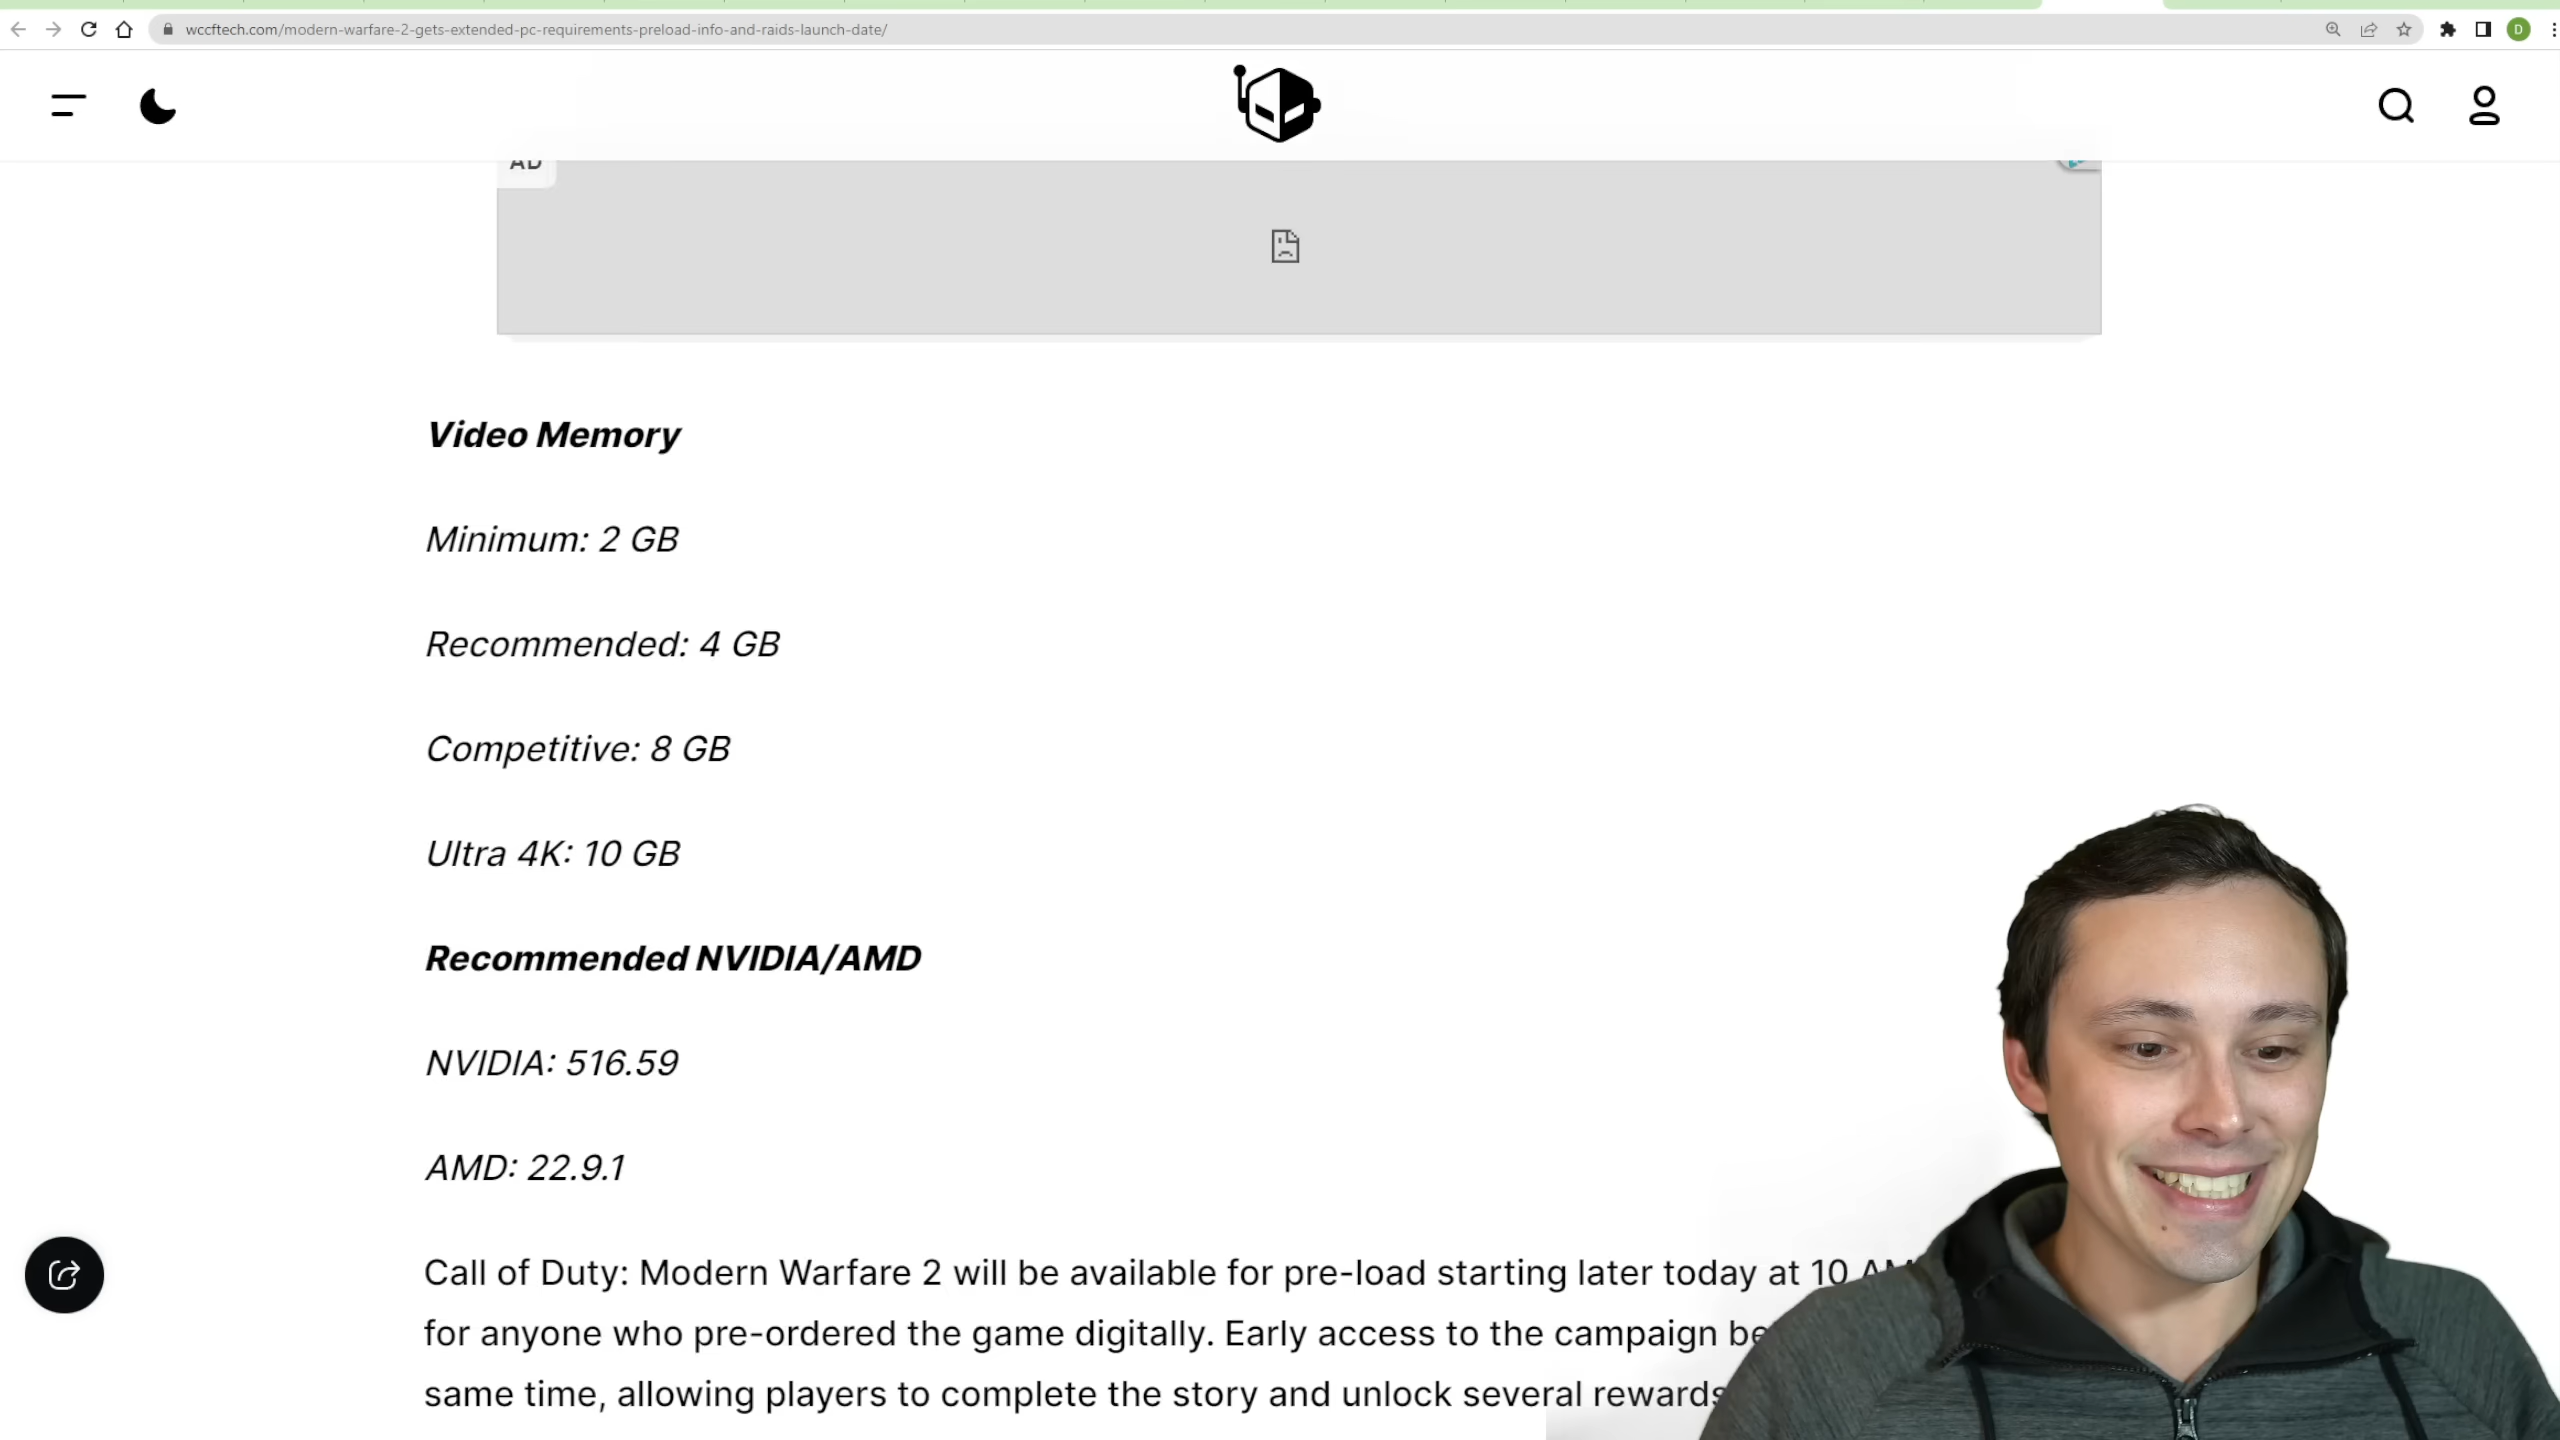 wccftech.com/modern-warfare-2-gets-extended-pc-requirements-preload-info-and-raids-launch-date/
D
AD
Video Memory
Minimum: 2 GB
Recommended: 4 GB
Competitive: 8 GB
Ultra 4K: 10 GB
Recommended NVIDIA/AMD
NVIDIA: 516.59
AMD: 22.9.1
Call of Duty: Modern Warfare 2 will be available for pre-load starting later today at 10 AM
for anyone who pre-ordered the game digitally. Early access to the campaign
same time, allowing players to complete the story and unlock several rewards